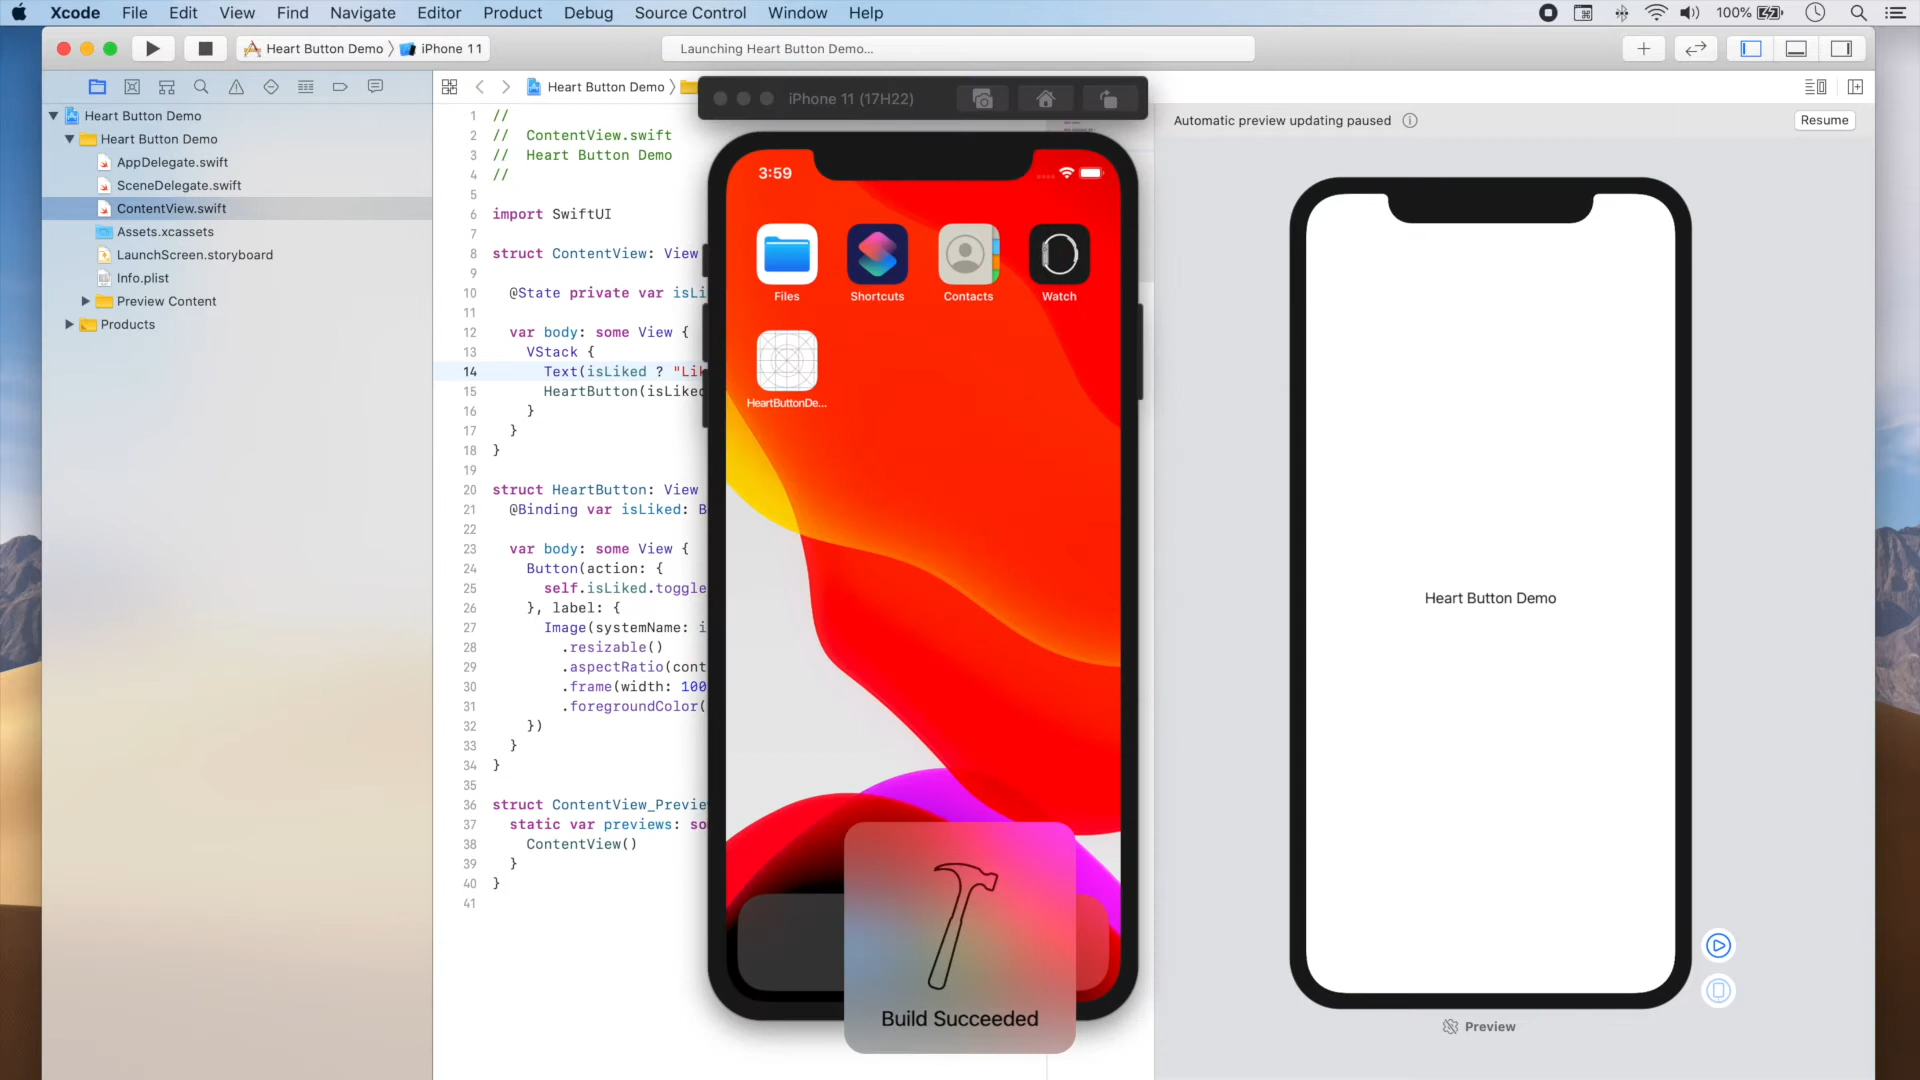 Xcode File Edit View Find Navigate Editor Product Debug Source Control Window Help 100%
Heart Button Demo iPhone 11
Launching Heart Button Demo...
Heart Button Demo
Heart Button Demo
AppDelegate.swift
SceneDelegate.swift
ContentView.swift
Assets.xcassets
LaunchScreen.storyboard
Info.plist
Preview Content
Products
Heart Button Demo
1 //
2 // ContentView.swift
3 // Heart Button Demo
4 //
5
6 import SwiftUI
7
8 struct ContentView: View
9
10 @State private var isLi
11
12 var body: some View {
13 VStack {
14 Text(isLiked ? "Lik
15 HeartButton(isLiked
16 }
17 }
18 }
19
20 struct HeartButton: View
21 @Binding var isLiked: B
22
23 var body: some View {
24 Button(action: {
25 self.isLiked.toggle
26 }, label: {
27 Image(systemName: i
28 .resizable()
29 .aspectRatio(cont
30 .frame(width: 100
31 .foregroundColor(
32 })
33 }
34 }
35
36 struct ContentView_Previe
37 static var previews: so
38 ContentView()
39 }
40 }
41
iPhone 11 (17H22)
3:59
Files Shortcuts Contacts Watch
HeartButtonDe...
Build Succeeded
Automatic preview updating paused
Resume
Heart Button Demo
Preview